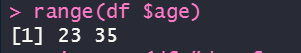 > range(df $age)
[1] 23 35